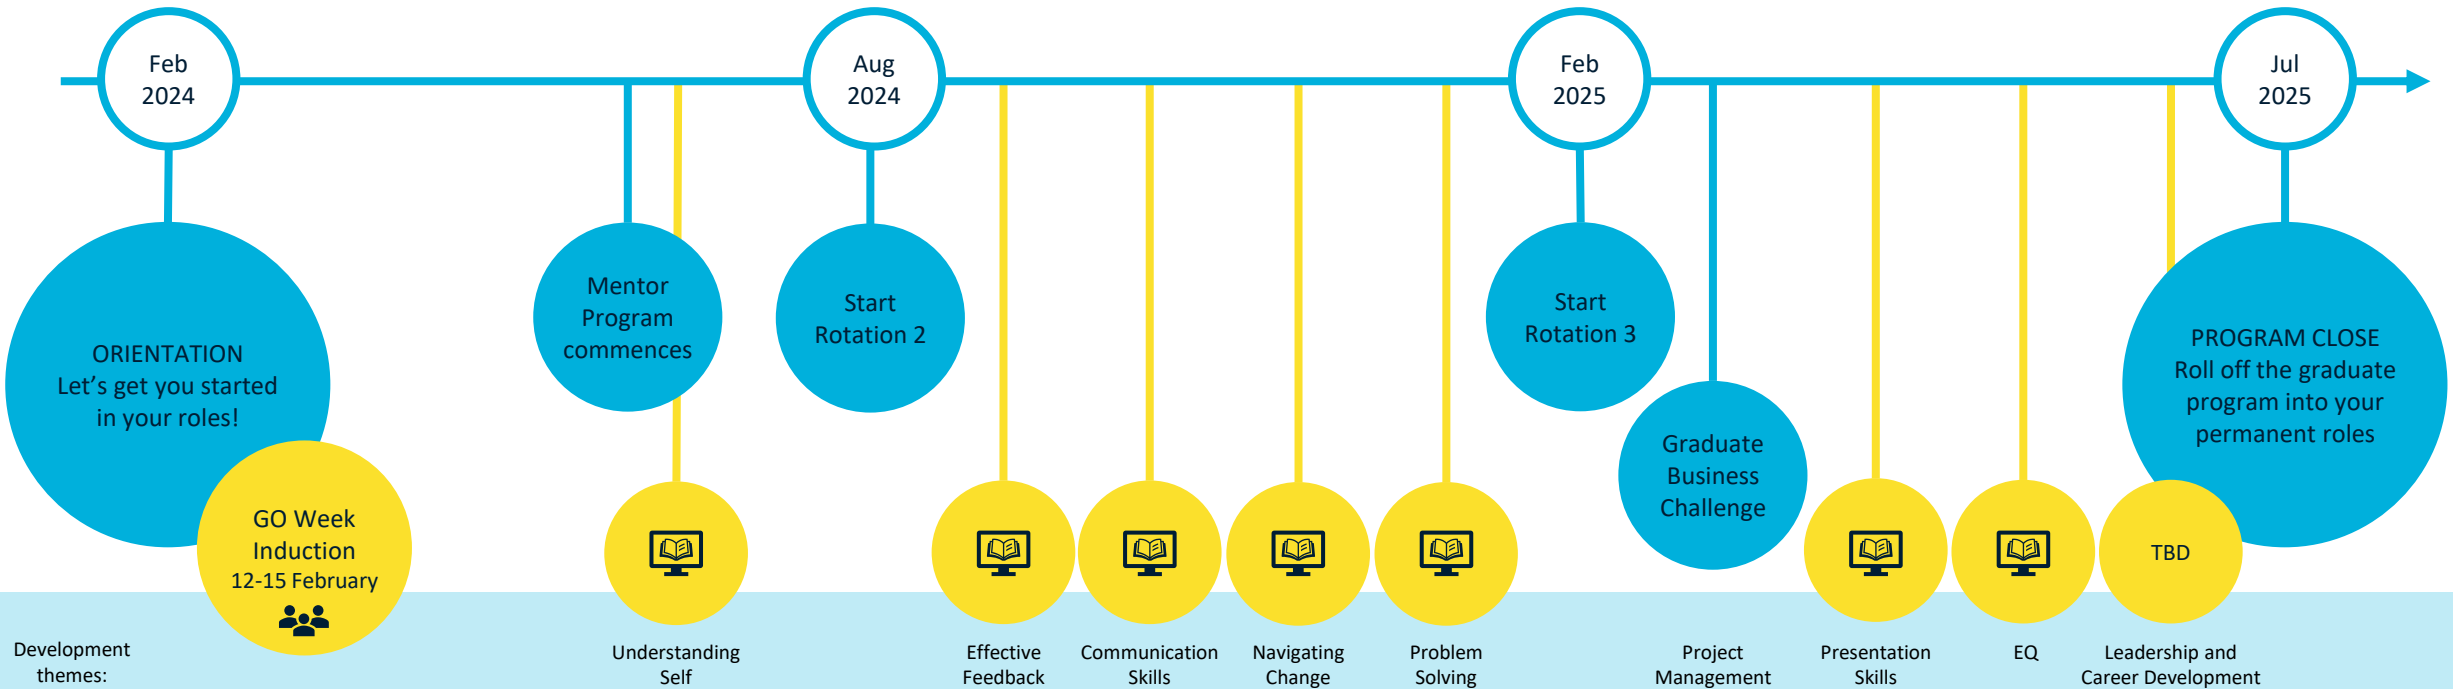 Feb
2024
Aug
2024
Feb
2025
Jul
2025
ORIENTATION
Let’s get you started
in your roles!
GO Week
Induction
12-15 February
Mentor
Program
commences
Start
Rotation 2
Start
Rotation 3
Graduate
Business
Challenge
PROGRAM CLOSE
Roll off the graduate
program into your
permanent roles
TBD
Development
themes:
Understanding
Self
Effective
Feedback
Communication
Skills
Navigating
Change
Problem
Solving
Project
Management
Presentation
Skills
EQ
Leadership and
Career Development